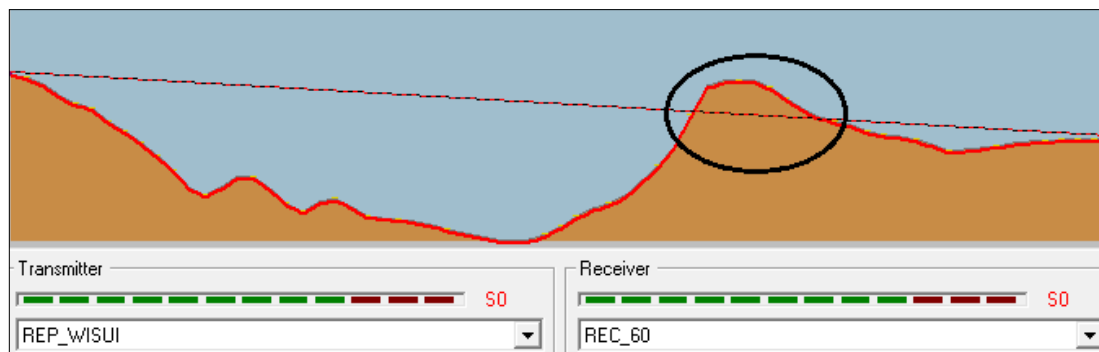 Transmitter
S0
REP_WISUI
Receiver
S0
REC_60